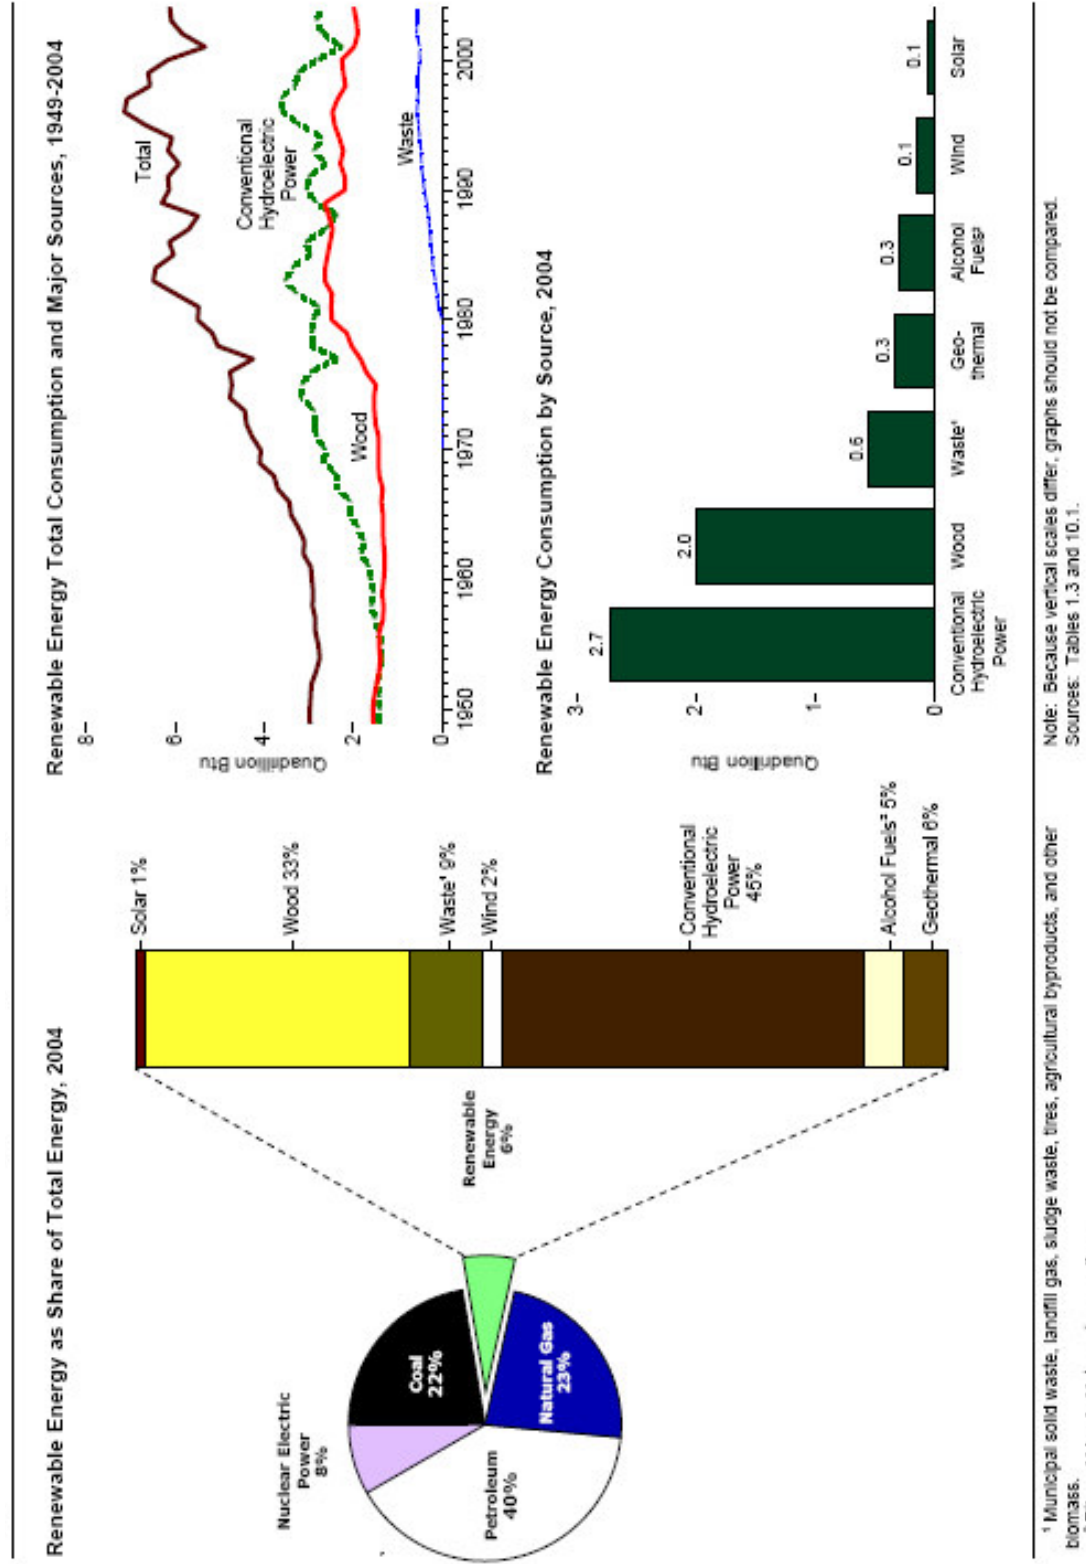 Renewable Energy as Share of Total Energy, 2004
Nuclear Electric
Power
8%
Coal
22%
Petroleum
40%
Natural Gas
23%
Renewable
Energy
6%
Solar 1%
Wood 33%
Waste¹ 9%
Wind 2%
Conventional
Hydroelectric
Power
45%
Alcohol Fuels² 5%
Geothermal 6%
Renewable Energy Total Consumption and Major Sources, 1949-2004
8
6
4
2
0
Quadrillion Btu
Total
Conventional
Hydroelectric
Power
Wood
Waste
1950
1960
1970
1980
1990
2000
Renewable Energy Consumption by Source, 2004
3
2
1
0
Quadrillion Btu
2.7
2.0
0.6
0.3
0.3
0.1
0.1
Conventional
Hydroelectric
Power
Wood
Waste¹
Geo-
thermal
Alcohol
Fuels²
Wind
Solar
¹ Municipal solid waste, landfill gas, sludge waste, tires, agricultural byproducts, and other
biomass.
Note: Because vertical scales differ, graphs should not be compared.
Sources: Tables 1.3 and 10.1.